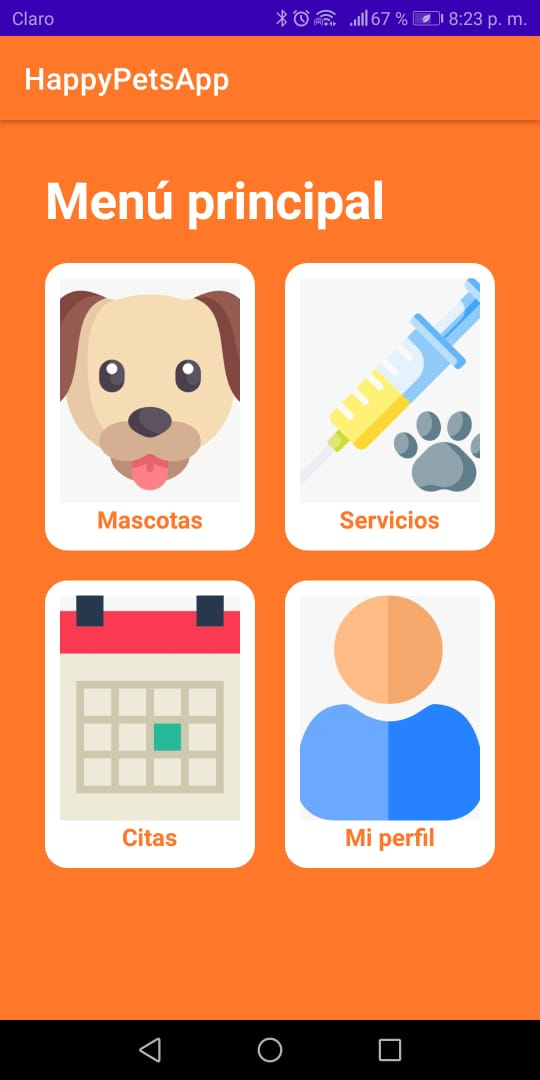 Claro 67 % 8:23 p. m.
HappyPetsApp
Menú principal
Mascotas Servicios
Citas Mi perfil